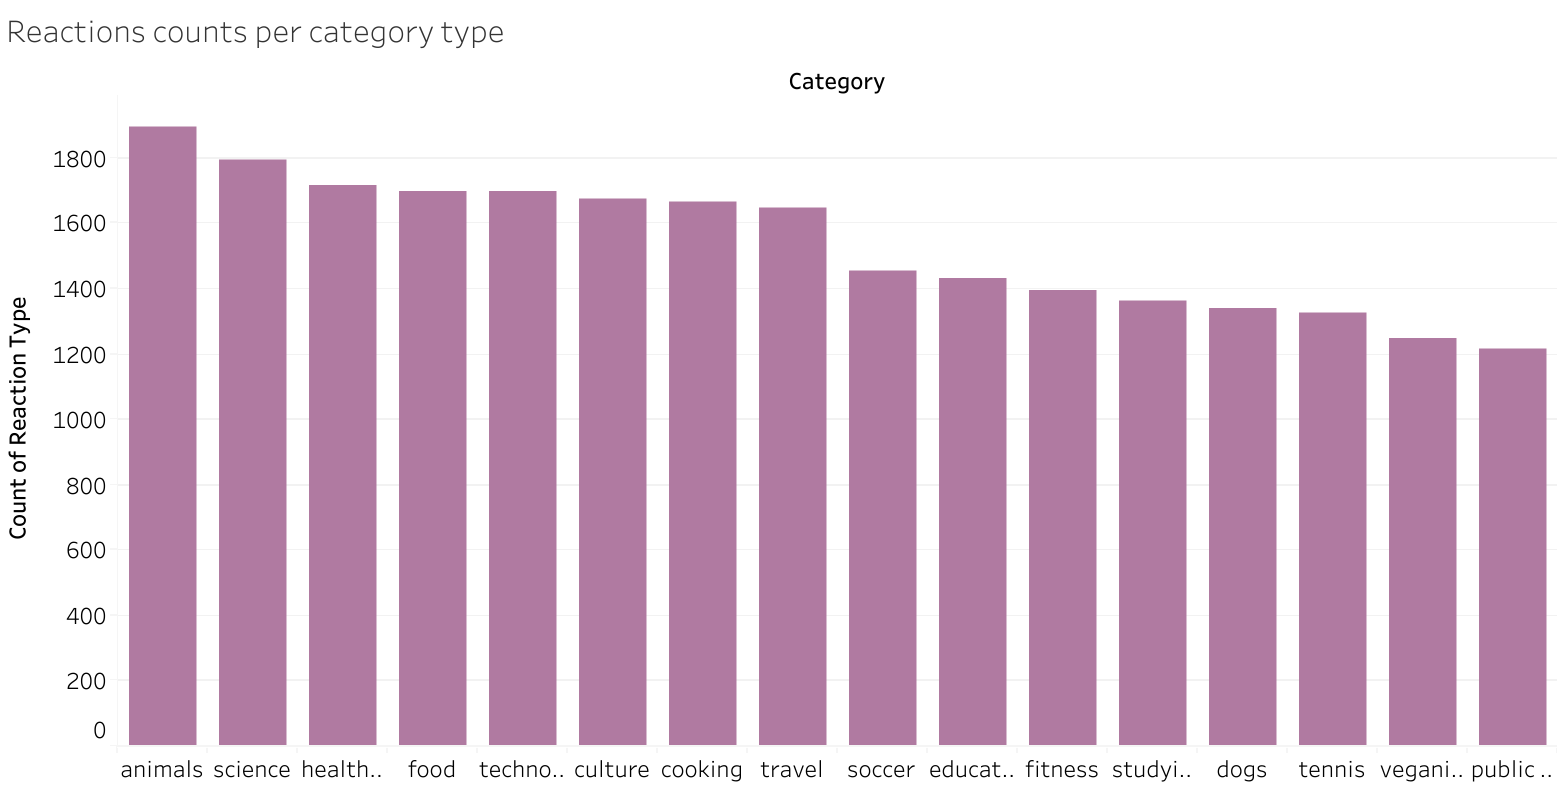 Reactions counts per category type
Category
Count of Reaction Type
1800
1600
1400
1200
1000
800
600
400
200
0
animals science health.. food techno.. culture cooking travel soccer educat.. fitness studyi.. dogs tennis vegani.. public ..